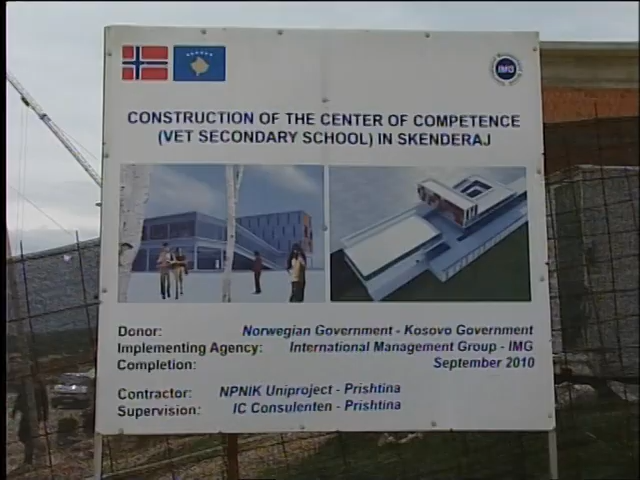 IMG
CONSTRUCTION OF THE CENTER OF COMPETENCE
(VET SECONDARY SCHOOL) IN SKENDERAJ
Donor: Norwegian Government - Kosovo Government
Implementing Agency: International Management Group - IMG
Completion: September 2010
Contractor: NPNIK Uniproject - Prishtina
Supervision: IC Consulenten - Prishtina